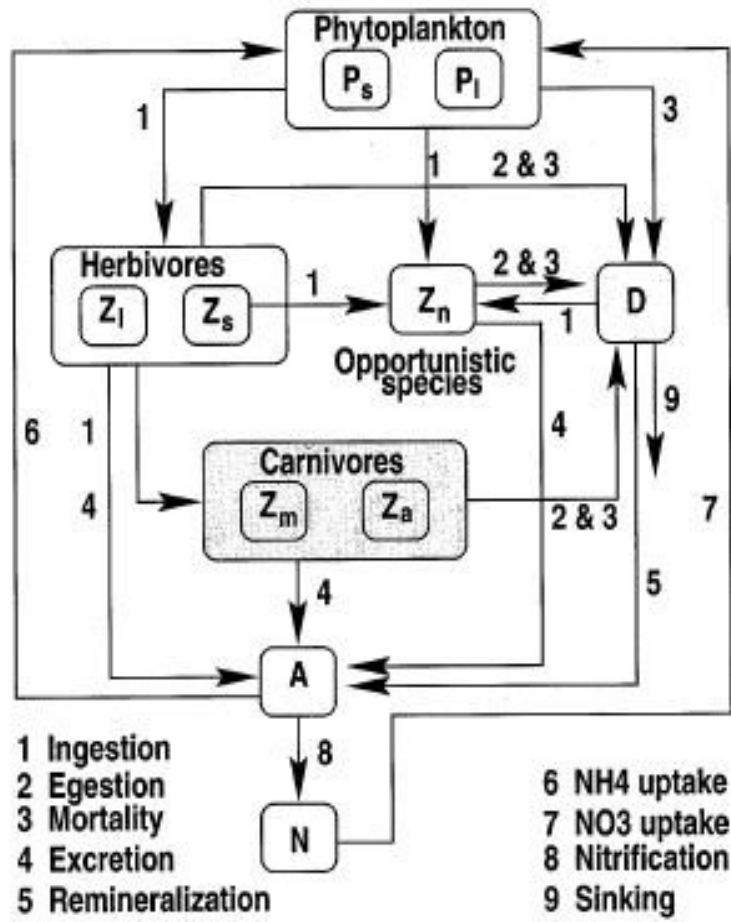 Phytoplankton
Ps Pl
1
3
1
2 & 3
Herbivores
Zl Zs
1
Zn
2 & 3
1
D
Opportunistic
species
6
1
4
9
Carnivores
Zm Za
4
2 & 3
7
4
5
A
8
N
1 Ingestion
2 Egestion
3 Mortality
4 Excretion
5 Remineralization
6 NH4 uptake
7 NO3 uptake
8 Nitrification
9 Sinking